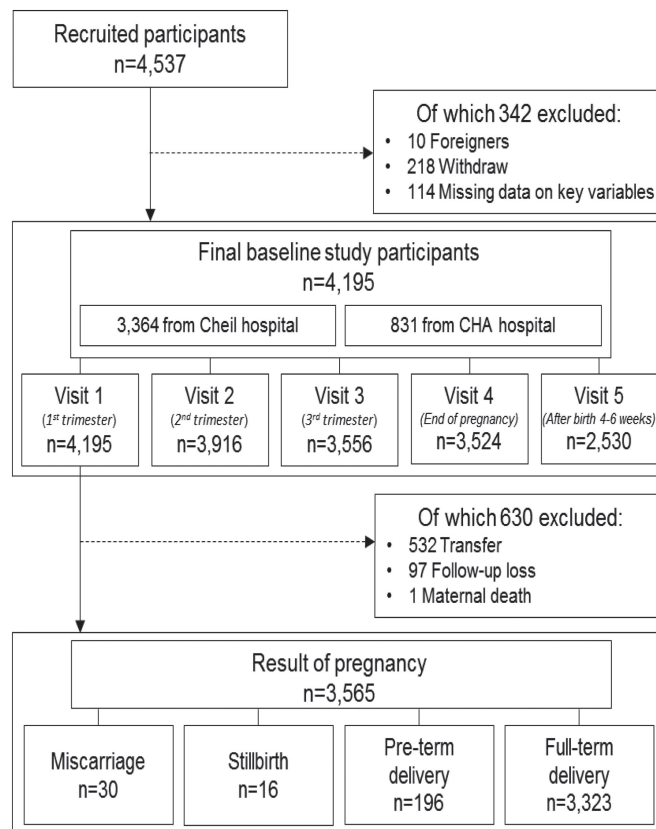 Recruited participants
n=4,537
Of which 342 excluded:
• 10 Foreigners
• 218 Withdraw
• 114 Missing data on key variables
Final baseline study participants
n=4,195
3,364 from Cheil hospital
831 from CHA hospital
Visit 1
(1st trimester)
n=4,195
Visit 2
(2nd trimester)
n=3,916
Visit 3
(3rd trimester)
n=3,556
Visit 4
(End of pregnancy)
n=3,524
Visit 5
(After birth 4-6 weeks)
n=2,530
Of which 630 excluded:
• 532 Transfer
• 97 Follow-up loss
• 1 Maternal death
Result of pregnancy
n=3,565
Miscarriage
n=30
Stillbirth
n=16
Pre-term
delivery
n=196
Full-term
delivery
n=3,323